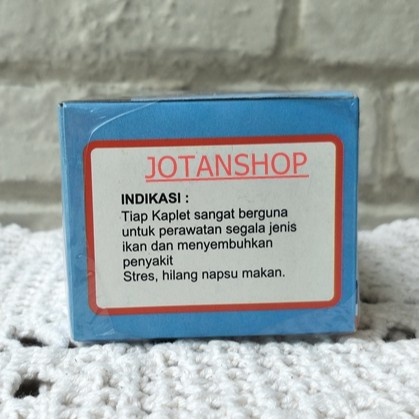 JOTANSHOP
INDIKASI :
Tiap Kaplet sangat berguna
untuk perawatan segala jenis
ikan dan menyembuhkan
penyakit
Stres, hilang napsu makan.